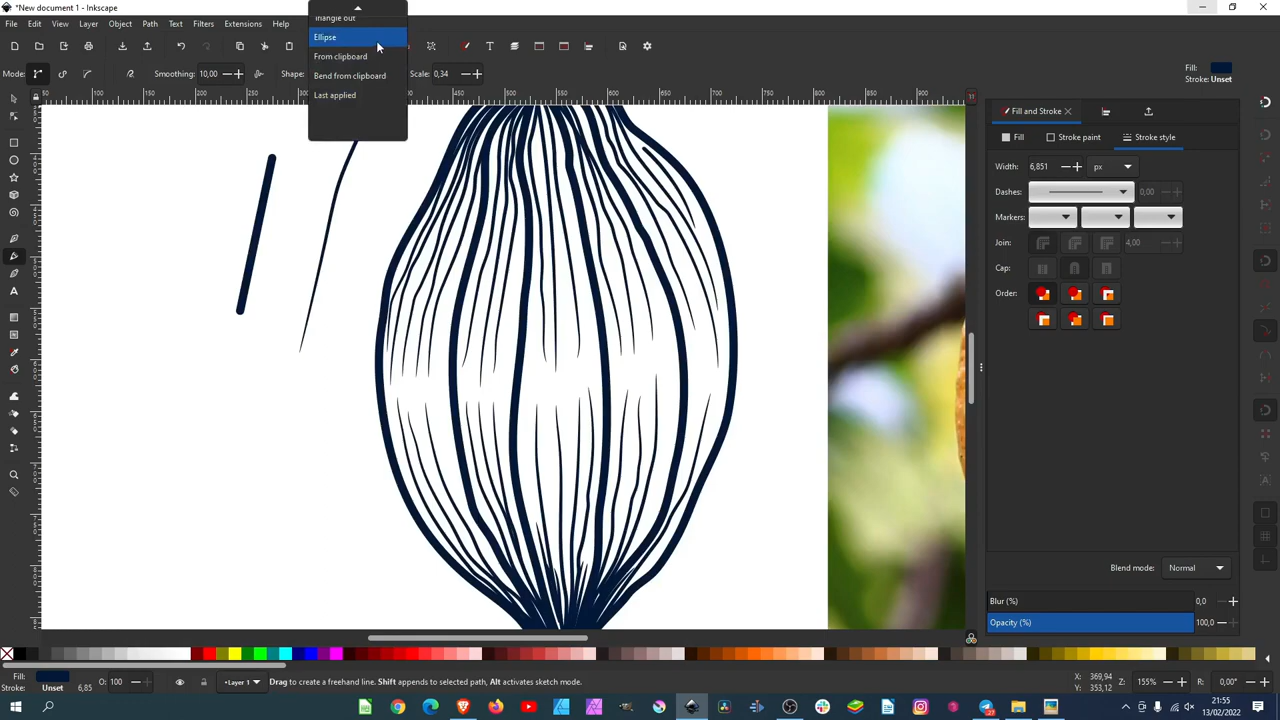 *New document 1 - Inkscape
File Edit View Layer Object Path Text Filters Extensions Help
Triangle out
Ellipse
From clipboard
Bend from clipboard
Last applied
Mode: Smoothing: 10,00 Shape: Scale: 0,34
Fill:
Stroke: Unset
Fill and Stroke
Fill Stroke paint Stroke style
Width: 6,851 px
Dashes: 0,00
Markers:
Join: 4,00
Cap:
Order:
Blend mode: Normal
Blur (%) 0,0
Opacity (%) 100,0
Fill:
Stroke: Unset 6,85
O: 100
Layer 1
Drag to create a freehand line. Shift appends to selected path, Alt activates sketch mode.
X: 369,94
Y: 353,12
Z: 155%
R: 0,00°
27
21:55
13/02/2022